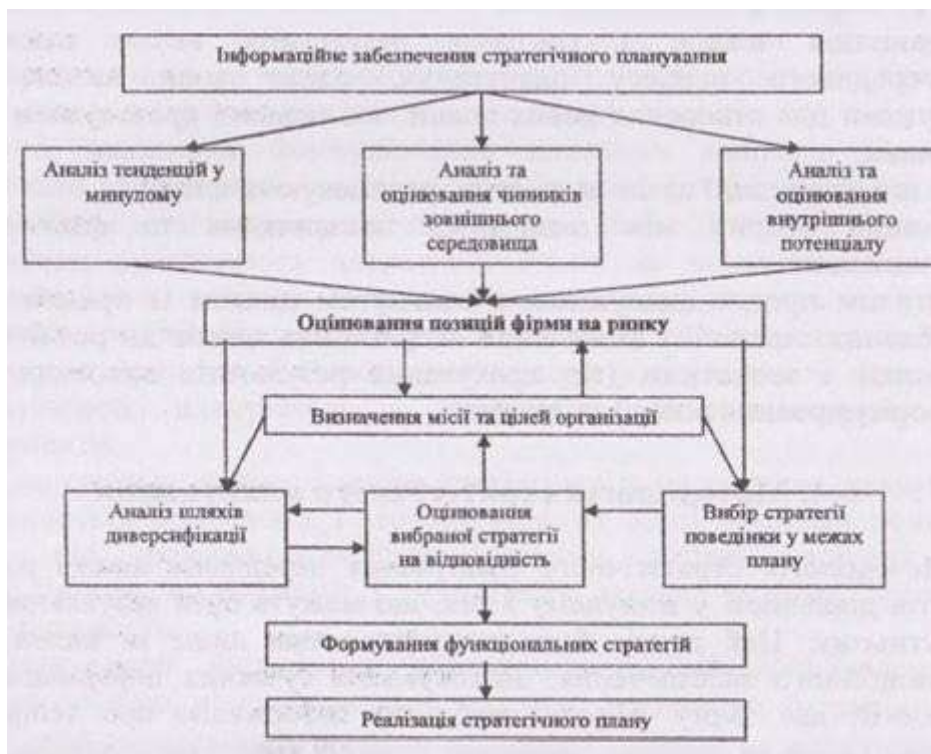 Інформаційне забезпечення стратегічного планування
Аналіз тенденцій у
минулому
Аналіз та
оцінювання чинників
зовнішнього
середовища
Аналіз та
оцінювання
внутрішнього
потенціалу
Оцінювання позицій фірми на ринку
Визначення місії та цілей організації
Аналіз шляхів
диверсифікації
Оцінювання
вибраної стратегії
на відповідність
Вибір стратегії
поведінки у межах
плану
Формування функціональних стратегій
Реалізація стратегічного плану